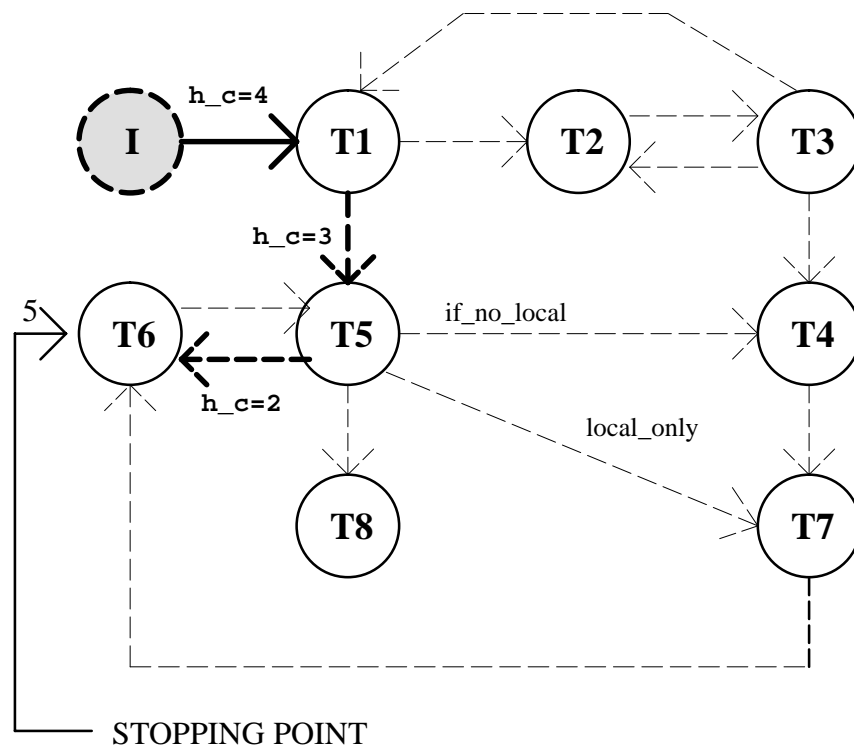 h_c=4
I
T1
T2
T3
h_c=3
5
T6
T5
if_no_local
T4
h_c=2
local_only
T8
T7
STOPPING POINT